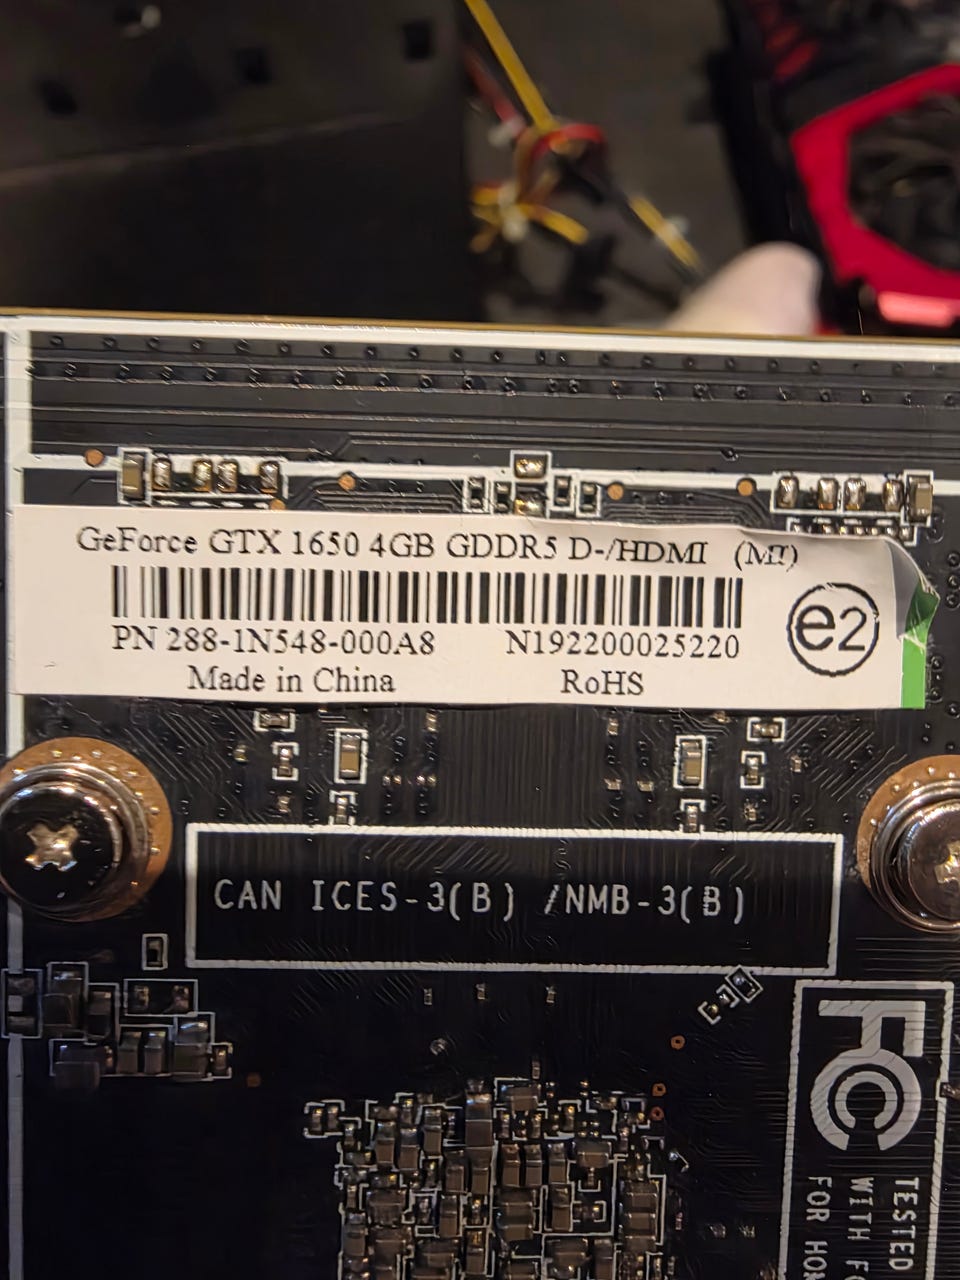 GeForce GTX 1650 4GB GDDR5 D-/HDMI (MT)
PN 288-1N548-000A8 N192200025220
e2
Made in China RoHS
CAN ICES-3(B) /NMB-3(B)
FC
TESTED
WITH F
FOR HO